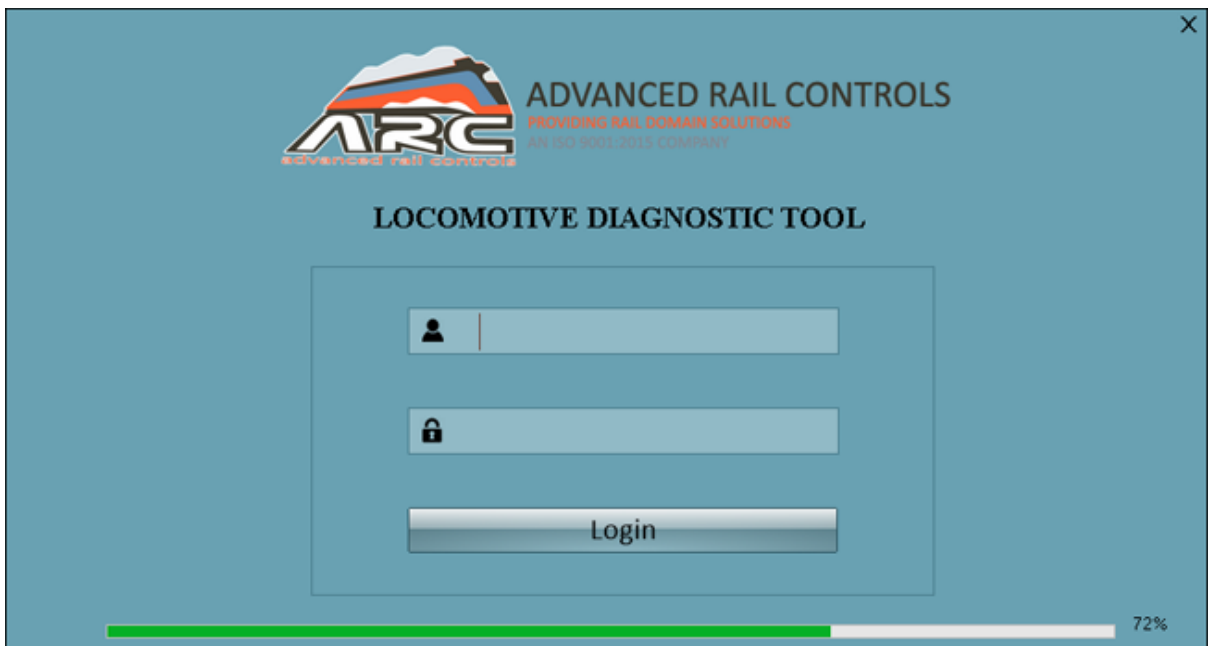 ADVANCED RAIL CONTROLS
PROVIDING RAIL DOMAIN SOLUTIONS
AN ISO 9001:2015 COMPANY
ARC
advanced rail controls
LOCOMOTIVE DIAGNOSTIC TOOL
Login
72%